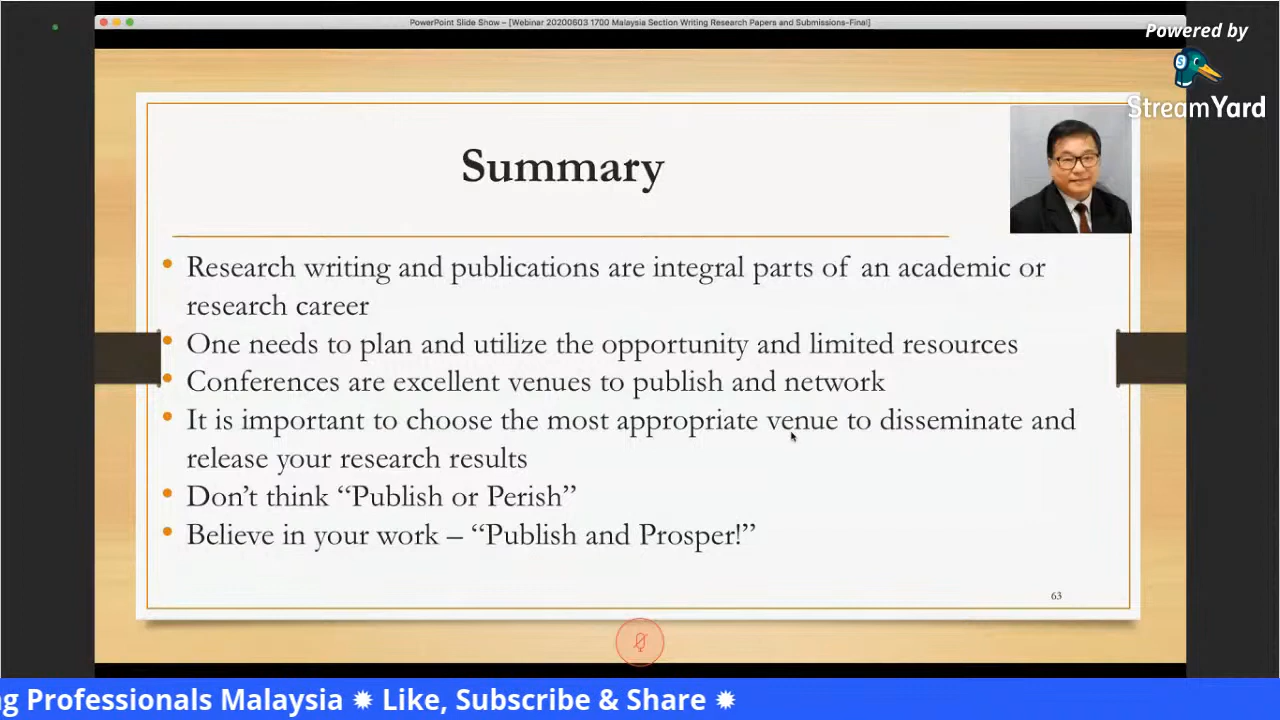 PowerPoint Slide Show – [Webinar 20200603 1700 Malaysia Section Writing Research Papers and Submissions-Final]
Powered by
S
StreamYard
Summary
• Research writing and publications are integral parts of an academic or
research career
• One needs to plan and utilize the opportunity and limited resources
• Conferences are excellent venues to publish and network
• It is important to choose the most appropriate venue to disseminate and
release your research results
• Don’t think “Publish or Perish”
• Believe in your work – “Publish and Prosper!”
63
g Professionals Malaysia ✹ Like, Subscribe & Share ✹